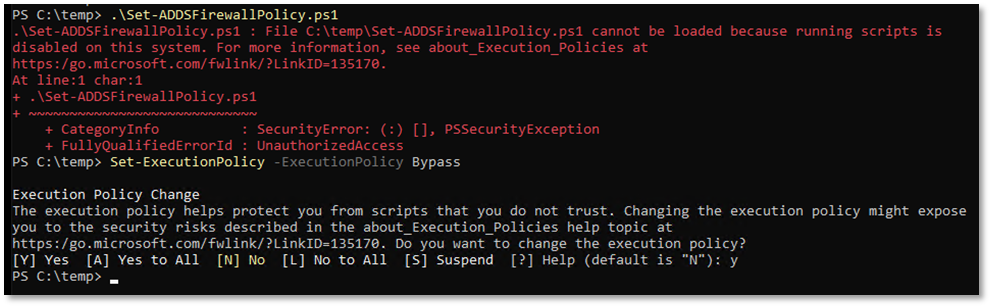 PS C:\temp> .\Set-ADDSFirewallPolicy.ps1
.\Set-ADDSFirewallPolicy.ps1 : File C:\temp\Set-ADDSFirewallPolicy.ps1 cannot be loaded because running scripts is
disabled on this system. For more information, see about_Execution_Policies at
https:/go.microsoft.com/fwlink/?LinkID=135170.
At line:1 char:1
+ .\Set-ADDSFirewallPolicy.ps1
+ ~~~~~~~~~~~~~~~~~~~~~~~~~~~~
    + CategoryInfo          : SecurityError: (:) [], PSSecurityException
    + FullyQualifiedErrorId : UnauthorizedAccess
PS C:\temp> Set-ExecutionPolicy -ExecutionPolicy Bypass
Execution Policy Change
The execution policy helps protect you from scripts that you do not trust. Changing the execution policy might expose
you to the security risks described in the about_Execution_Policies help topic at
https:/go.microsoft.com/fwlink/?LinkID=135170. Do you want to change the execution policy?
[Y] Yes  [A] Yes to All  [N] No  [L] No to All  [S] Suspend  [?] Help (default is "N"): y
PS C:\temp> _